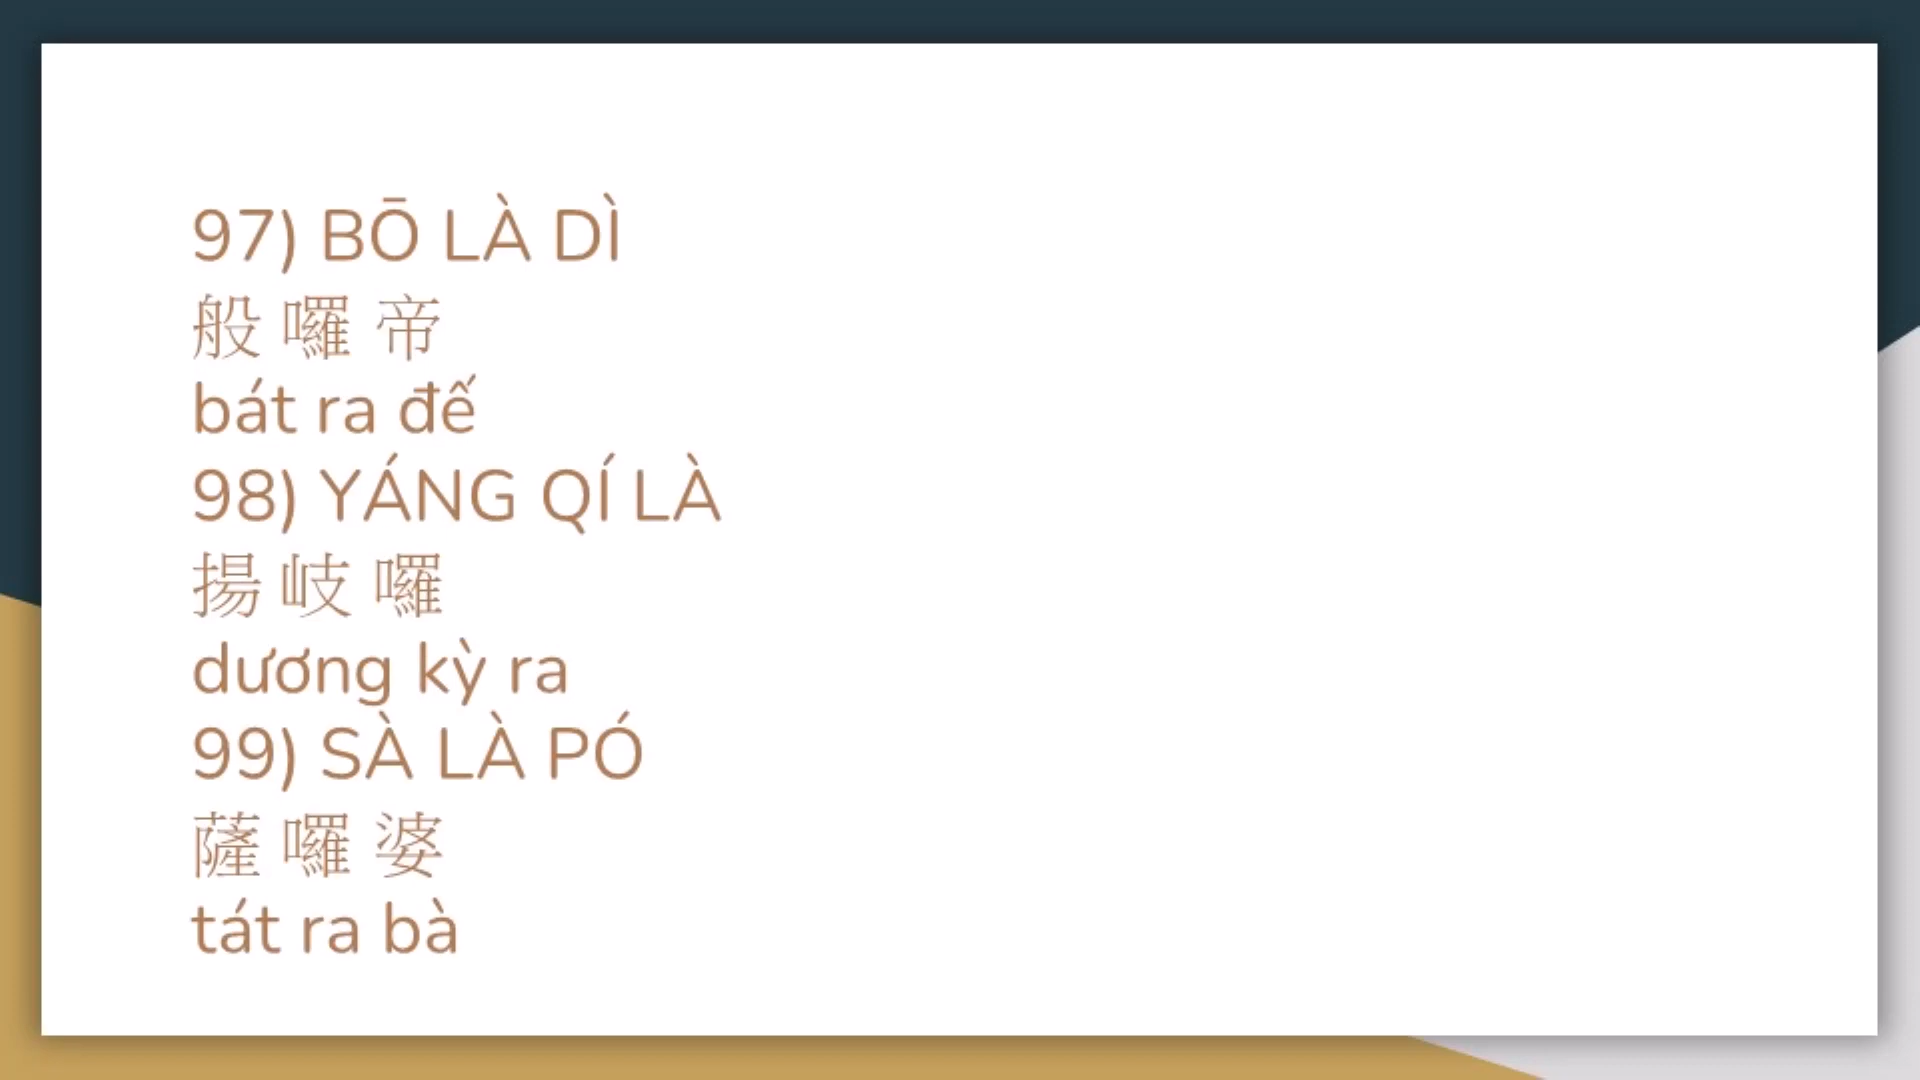 97) BŌ LÀ DÌ
般 囉 帝
bát ra đế
98) YÁNG QÍ LÀ
揚 岐 囉
dương kỳ ra
99) SÀ LÀ PÓ
薩 囉 婆
tát ra bà